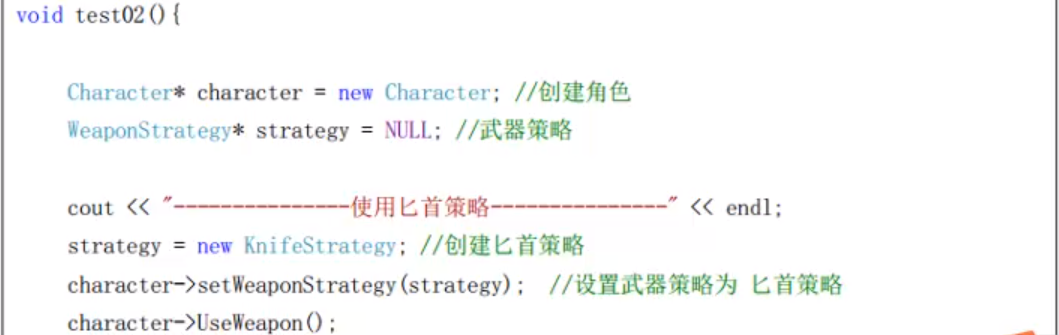 void test02(){
Character* character = new Character; //创建角色
WeaponStrategy* strategy = NULL; //武器策略
cout << "---------------使用匕首策略---------------" << endl;
strategy = new KnifeStrategy; //创建匕首策略
character->setWeaponStrategy(strategy); //设置武器策略为 匕首策略
character->UseWeapon();